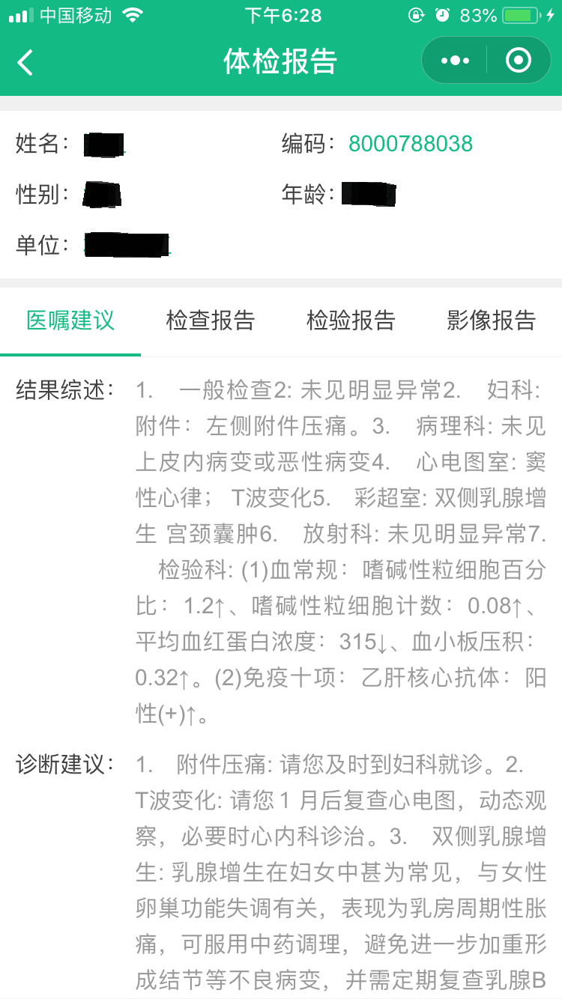 中国移动 下午6:28 83%
体检报告
姓名： 编码： 8000788038
性别： 年龄：
单位：
医嘱建议 检查报告 检验报告 影像报告
结果综述： 1. 一般检查2: 未见明显异常2. 妇科:
附件：左侧附件压痛。3. 病理科: 未见
上皮内病变或恶性病变4. 心电图室: 窦
性心律； T波变化5. 彩超室: 双侧乳腺增
生 宫颈囊肿6. 放射科: 未见明显异常7.
检验科: (1)血常规：嗜碱性粒细胞百分
比：1.2↑、嗜碱性粒细胞计数：0.08↑、
平均血红蛋白浓度：315↓、血小板压积：
0.32↑。(2)免疫十项：乙肝核心抗体：阳
性(+)↑。
诊断建议： 1. 附件压痛: 请您及时到妇科就诊。2.
T波变化: 请您 1 月后复查心电图，动态观
察，必要时心内科诊治。3. 双侧乳腺增
生: 乳腺增生在妇女中甚为常见，与女性
卵巢功能失调有关，表现为乳房周期性胀
痛，可服用中药调理，避免进一步加重形
成结节等不良病变，并需定期复查乳腺B